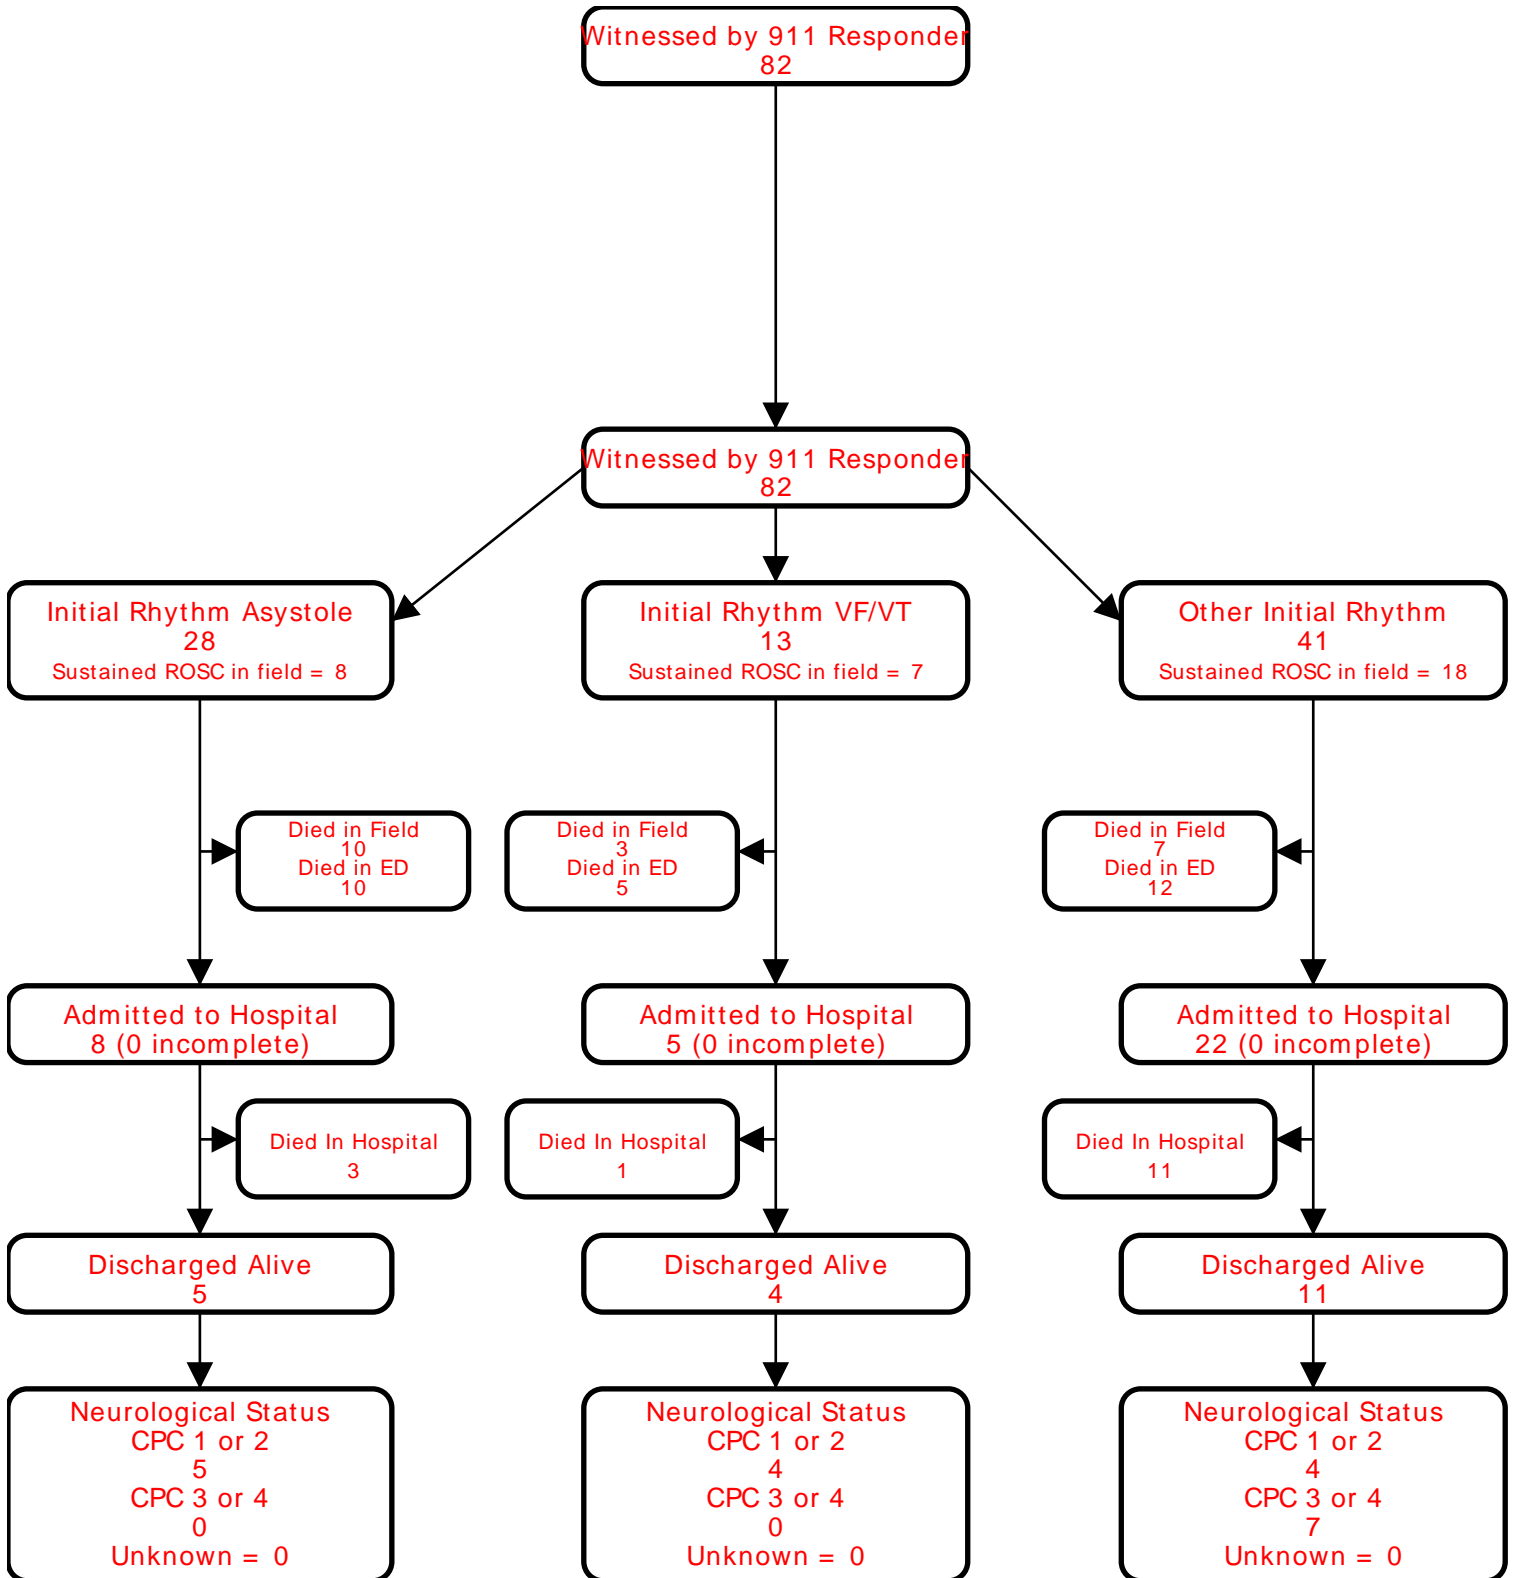 Witnessed by 911 Responder
82
Witnessed by 911 Responder
82
Initial Rhythm Asystole
28
Sustained ROSC in field = 8
Initial Rhythm VF/VT
13
Sustained ROSC in field = 7
Other Initial Rhythm
41
Sustained ROSC in field = 18
Died in Field
10
Died in ED
10
Died in Field
3
Died in ED
5
Died in Field
7
Died in ED
12
Admitted to Hospital
8 (0 incomplete)
Admitted to Hospital
5 (0 incomplete)
Admitted to Hospital
22 (0 incomplete)
Died In Hospital
3
Died In Hospital
1
Died In Hospital
11
Discharged Alive
5
Discharged Alive
4
Discharged Alive
11
Neurological Status
CPC 1 or 2
5
CPC 3 or 4
0
Unknown = 0
Neurological Status
CPC 1 or 2
4
CPC 3 or 4
0
Unknown = 0
Neurological Status
CPC 1 or 2
4
CPC 3 or 4
7
Unknown = 0